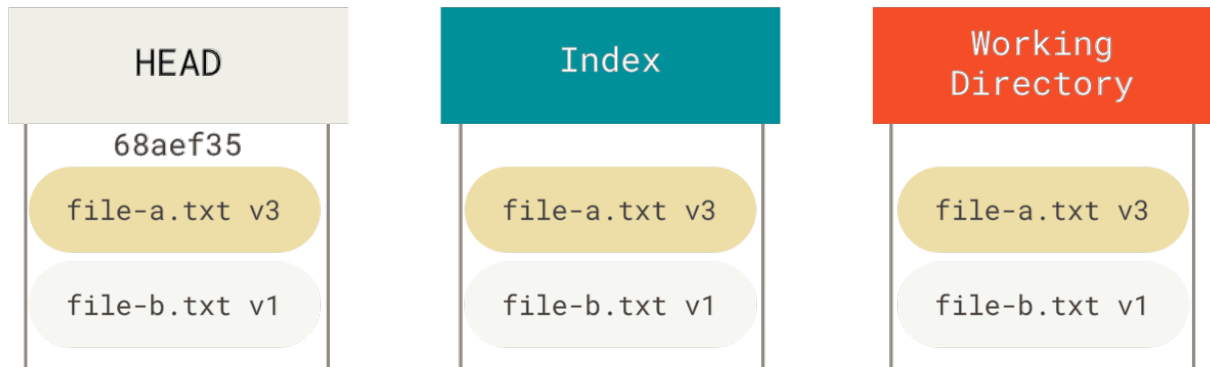 HEAD
Index
Working
Directory
68aef35
file-a.txt v3
file-a.txt v3
file-a.txt v3
file-b.txt v1
file-b.txt v1
file-b.txt v1